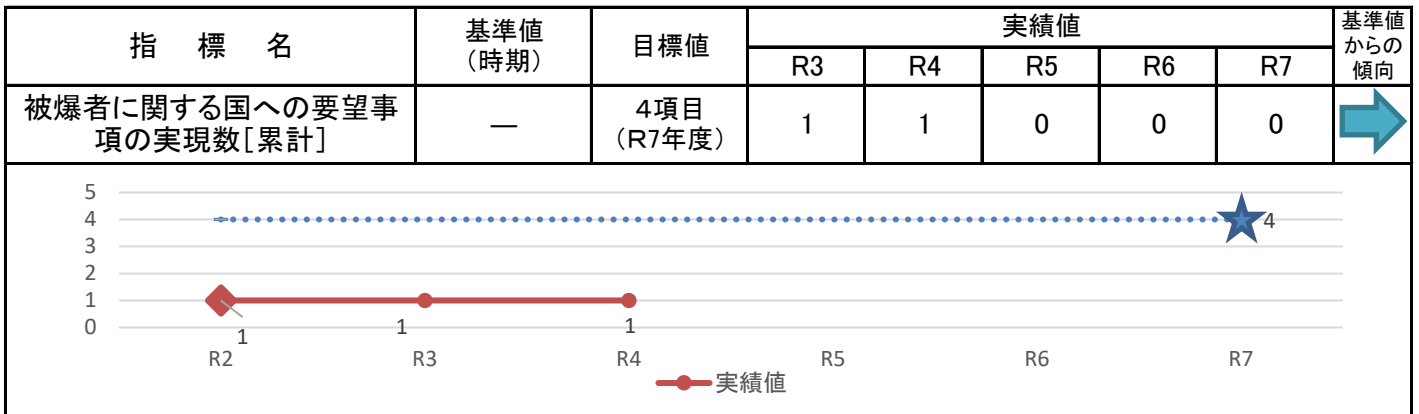 指　標　名
基準値
（時期）
目標値
実績値
基準値
からの
傾向
R3 R4 R5 R6 R7
被爆者に関する国への要望事
項の実現数［累計］
―
４項目
（R7年度）
1 1 0 0 0
5
4
3
2
1
0
4
1 1 1
R2 R3 R4 R5 R6 R7
実績値